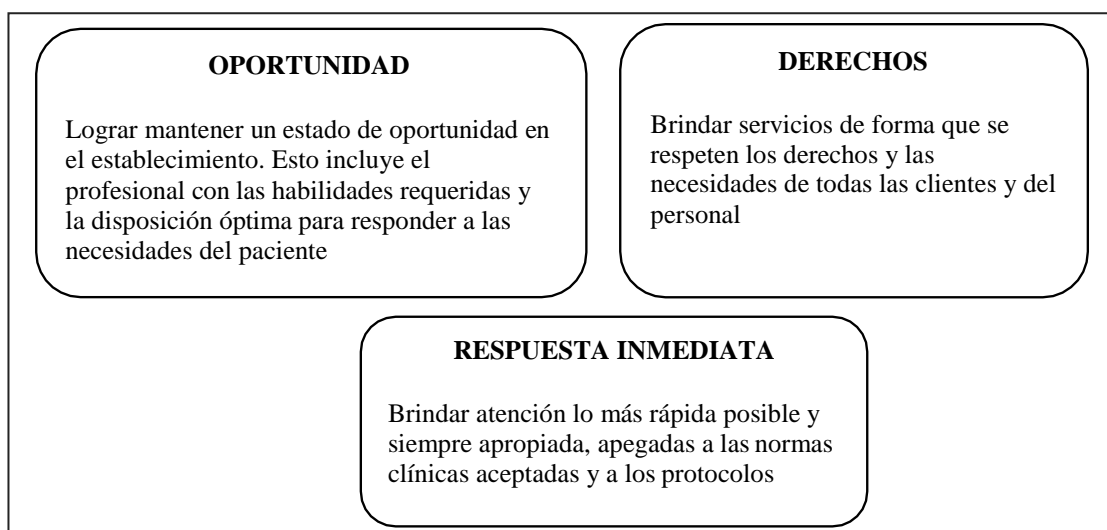 OPORTUNIDAD
Lograr mantener un estado de oportunidad en
el establecimiento. Esto incluye el
profesional con las habilidades requeridas y
la disposición óptima para responder a las
necesidades del paciente
DERECHOS
Brindar servicios de forma que se
respeten los derechos y las
necesidades de todas las clientes y del
personal
RESPUESTA INMEDIATA
Brindar atención lo más rápida posible y
siempre apropiada, apegadas a las normas
clínicas aceptadas y a los protocolos